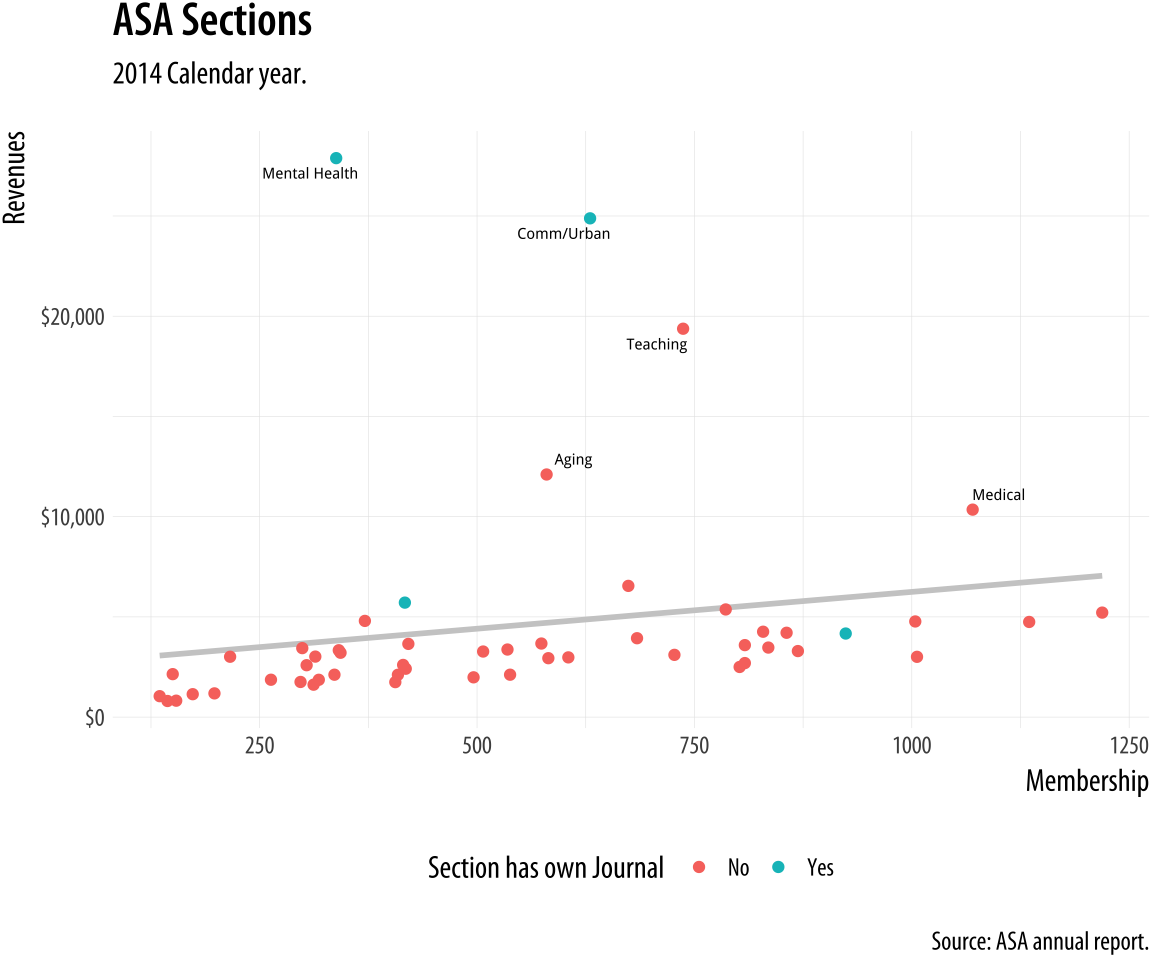 ASA Sections
2014 Calendar year.
Revenues
Mental Health
Comm/Urban
$20,000
Teaching
Aging
Medical
$10,000
$0
250 500 750 1000 1250
Membership
Section has own Journal No Yes
Source: ASA annual report.